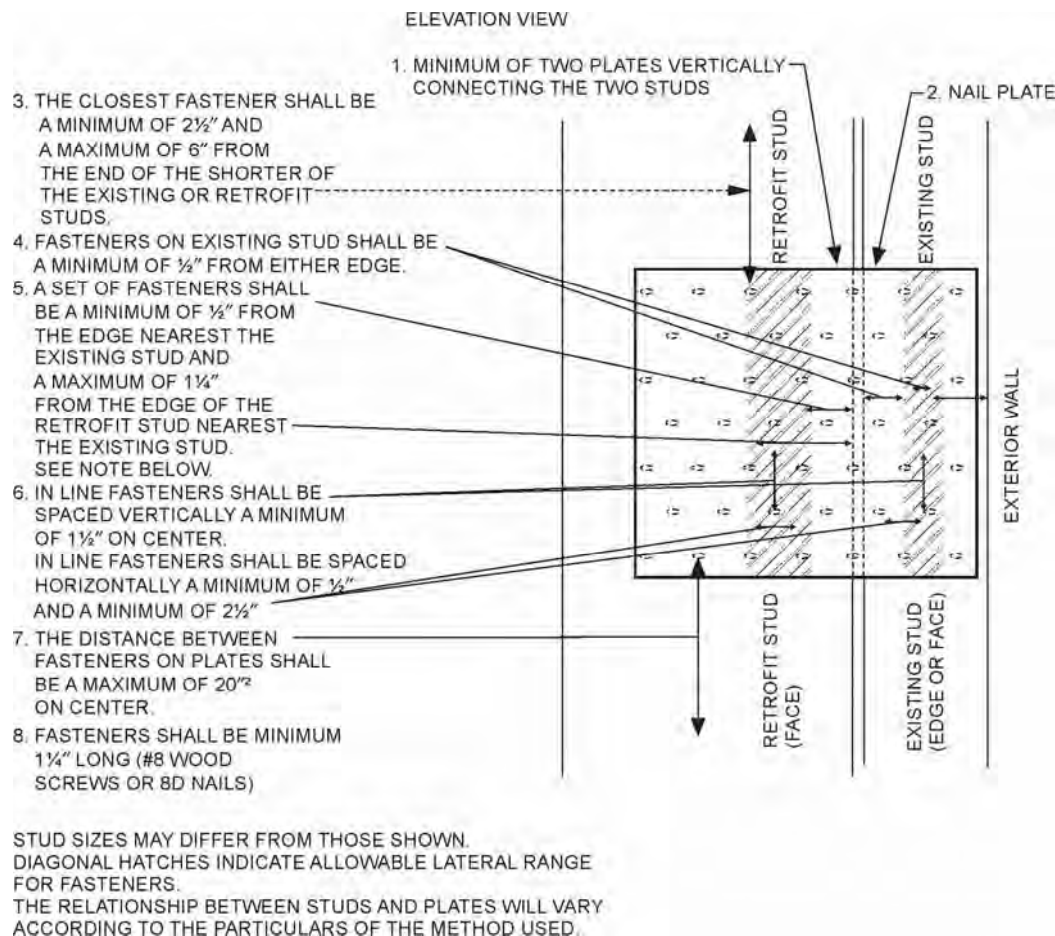 ELEVATION VIEW
1. MINIMUM OF TWO PLATES VERTICALLY
CONNECTING THE TWO STUDS
2. NAIL PLATE
3. THE CLOSEST FASTENER SHALL BE
A MINIMUM OF 2½″ AND
A MAXIMUM OF 6″ FROM
THE END OF THE SHORTER OF
THE EXISTING OR RETROFIT
STUDS.
4. FASTENERS ON EXISTING STUD SHALL BE
A MINIMUM OF ½″ FROM EITHER EDGE.
5. A SET OF FASTENERS SHALL
BE A MINIMUM OF ½″ FROM
THE EDGE NEAREST THE
EXISTING STUD AND
A MAXIMUM OF 1¼″
FROM THE EDGE OF THE
RETROFIT STUD NEAREST
THE EXISTING STUD.
SEE NOTE BELOW.
6. IN LINE FASTENERS SHALL BE
SPACED VERTICALLY A MINIMUM
OF 1½″ ON CENTER.
IN LINE FASTENERS SHALL BE SPACED
HORIZONTALLY A MINIMUM OF ½″
AND A MINIMUM OF 2½″
7. THE DISTANCE BETWEEN
FASTENERS ON PLATES SHALL
BE A MAXIMUM OF 20″²
ON CENTER.
8. FASTENERS SHALL BE MINIMUM
1¼″ LONG (#8 WOOD
SCREWS OR 8D NAILS)
RETROFIT STUD
EXISTING STUD
EXTERIOR WALL
RETROFIT STUD
(FACE)
EXISTING STUD
(EDGE OR FACE)
STUD SIZES MAY DIFFER FROM THOSE SHOWN.
DIAGONAL HATCHES INDICATE ALLOWABLE LATERAL RANGE
FOR FASTENERS.
THE RELATIONSHIP BETWEEN STUDS AND PLATES WILL VARY
ACCORDING TO THE PARTICULARS OF THE METHOD USED.